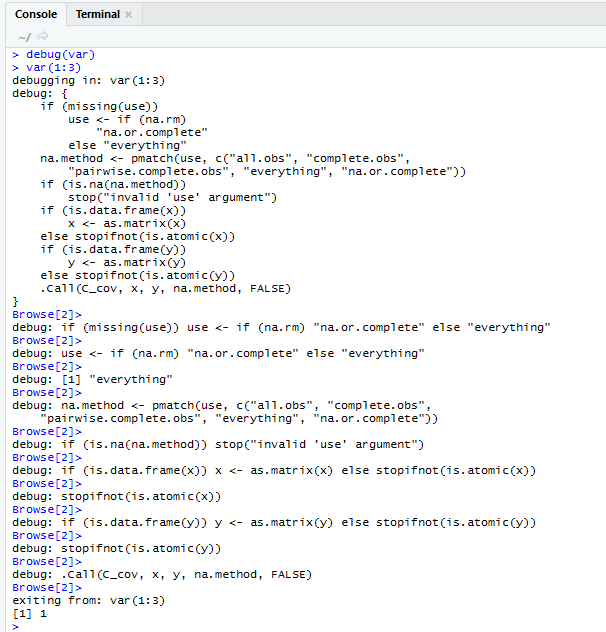 Console Terminal ×
~/
> debug(var)
> var(1:3)
debugging in: var(1:3)
debug: {
    if (missing(use))
        use <- if (na.rm)
            "na.or.complete"
        else "everything"
    na.method <- pmatch(use, c("all.obs", "complete.obs",
        "pairwise.complete.obs", "everything", "na.or.complete"))
    if (is.na(na.method))
        stop("invalid 'use' argument")
    if (is.data.frame(x))
        x <- as.matrix(x)
    else stopifnot(is.atomic(x))
    if (is.data.frame(y))
        y <- as.matrix(y)
    else stopifnot(is.atomic(y))
    .Call(C_cov, x, y, na.method, FALSE)
}
Browse[2]>
debug: if (missing(use)) use <- if (na.rm) "na.or.complete" else "everything"
Browse[2]>
debug: use <- if (na.rm) "na.or.complete" else "everything"
Browse[2]>
debug: [1] "everything"
Browse[2]>
debug: na.method <- pmatch(use, c("all.obs", "complete.obs",
    "pairwise.complete.obs", "everything", "na.or.complete"))
Browse[2]>
debug: if (is.na(na.method)) stop("invalid 'use' argument")
Browse[2]>
debug: if (is.data.frame(x)) x <- as.matrix(x) else stopifnot(is.atomic(x))
Browse[2]>
debug: stopifnot(is.atomic(x))
Browse[2]>
debug: if (is.data.frame(y)) y <- as.matrix(y) else stopifnot(is.atomic(y))
Browse[2]>
debug: stopifnot(is.atomic(y))
Browse[2]>
debug: .Call(C_cov, x, y, na.method, FALSE)
Browse[2]>
exiting from: var(1:3)
[1] 1
>